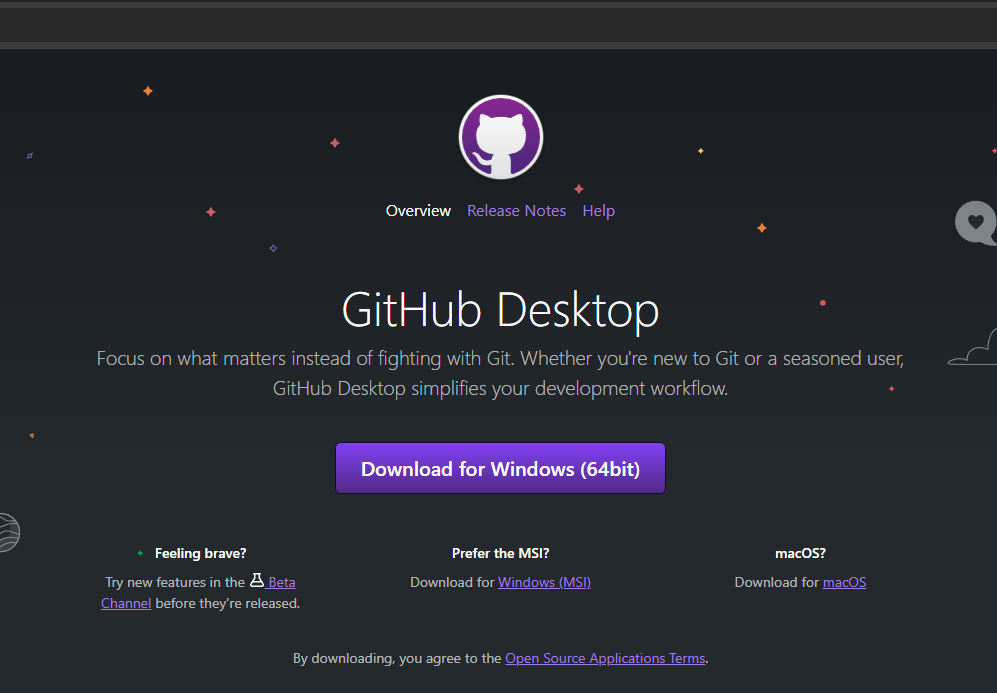 Overview Release Notes Help
GitHub Desktop
Focus on what matters instead of fighting with Git. Whether you're new to Git or a seasoned user,
GitHub Desktop simplifies your development workflow.
Download for Windows (64bit)
Feeling brave?
Try new features in the Beta
Channel before they're released.
Prefer the MSI?
Download for Windows (MSI)
macOS?
Download for macOS
By downloading, you agree to the Open Source Applications Terms.